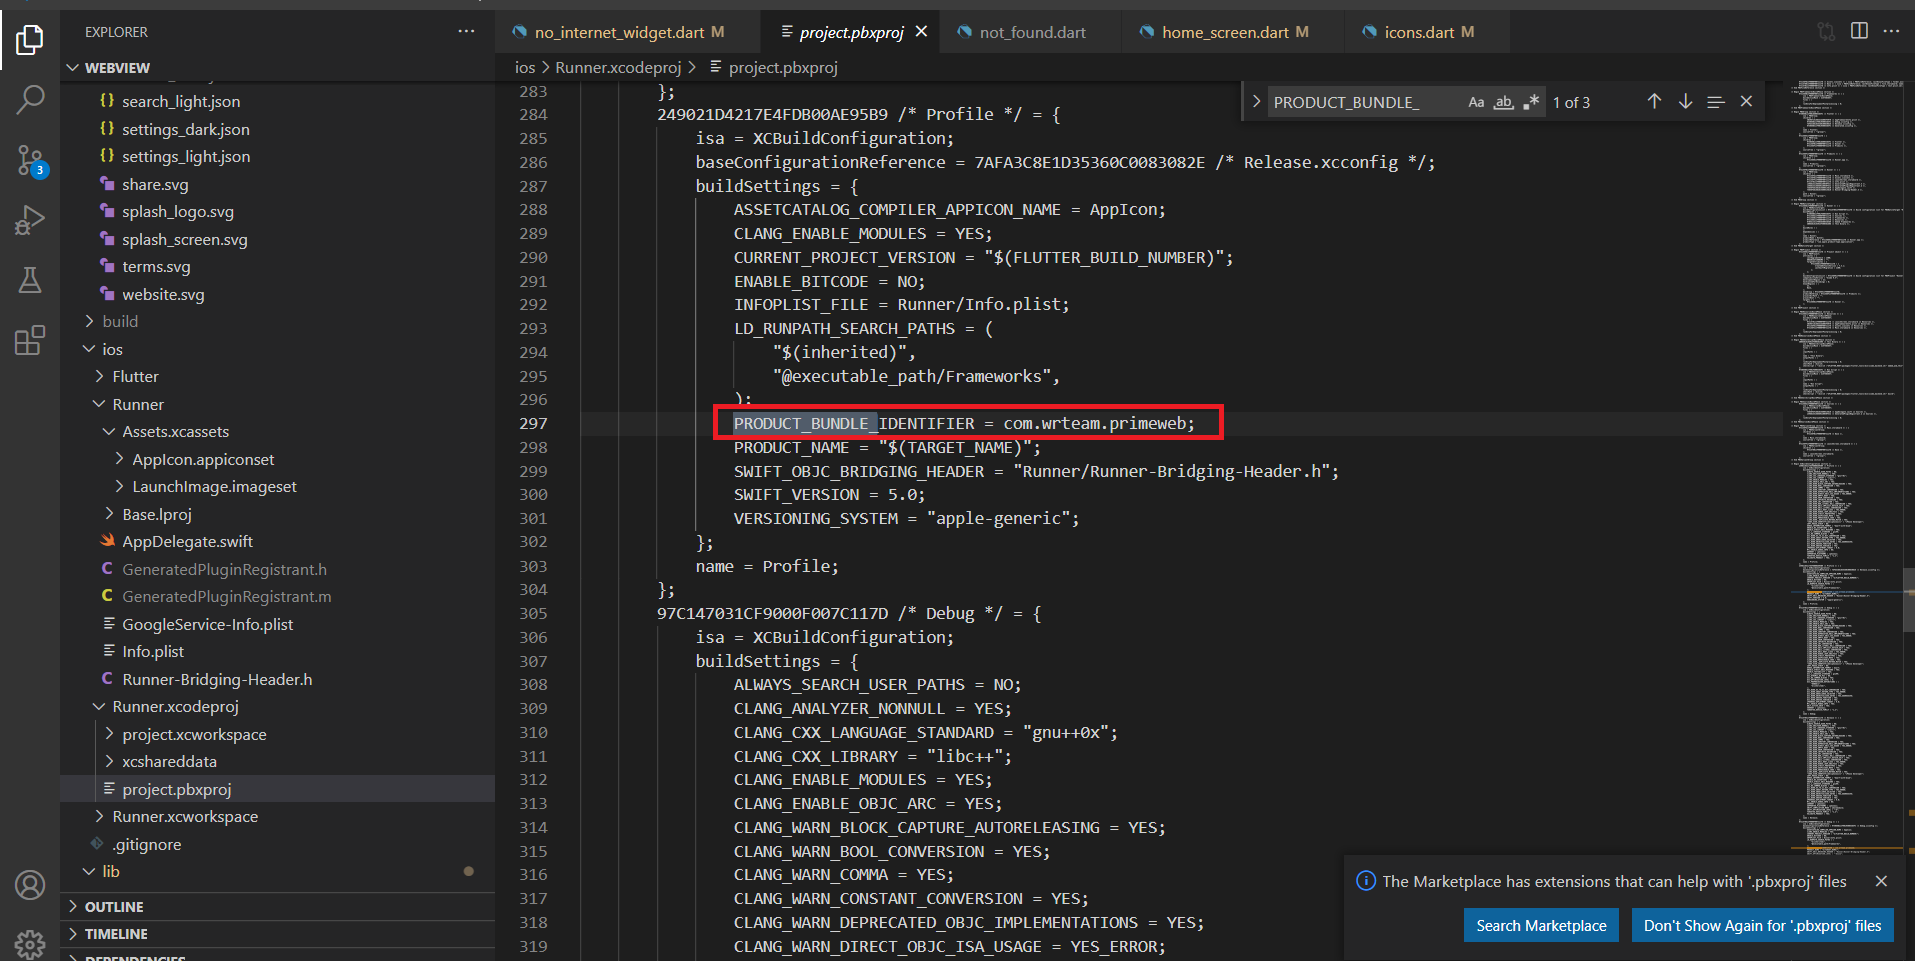 EXPLORER
WEBVIEW
search_light.json
settings_dark.json
settings_light.json
share.svg
splash_logo.svg
splash_screen.svg
terms.svg
website.svg
build
ios
Flutter
Runner
Assets.xcassets
AppIcon.appiconset
LaunchImage.imageset
Base.lproj
AppDelegate.swift
C GeneratedPluginRegistrant.h
C GeneratedPluginRegistrant.m
GoogleService-Info.plist
Info.plist
C Runner-Bridging-Header.h
Runner.xcodeproj
project.xcworkspace
xcshareddata
project.pbxproj
Runner.xcworkspace
.gitignore
lib
OUTLINE
TIMELINE
DEPENDENCIES
3
no_internet_widget.dart M
project.pbxproj
not_found.dart
home_screen.dart M
icons.dart M
ios > Runner.xcodeproj > project.pbxproj
PRODUCT_BUNDLE_ Aa ab .* 1 of 3
283 };
284 249021D4217E4FDB00AE95B9 /* Profile */ = {
285 isa = XCBuildConfiguration;
286 baseConfigurationReference = 7AFA3C8E1D35360C0083082E /* Release.xcconfig */;
287 buildSettings = {
288 ASSETCATALOG_COMPILER_APPICON_NAME = AppIcon;
289 CLANG_ENABLE_MODULES = YES;
290 CURRENT_PROJECT_VERSION = "$(FLUTTER_BUILD_NUMBER)";
291 ENABLE_BITCODE = NO;
292 INFOPLIST_FILE = Runner/Info.plist;
293 LD_RUNPATH_SEARCH_PATHS = (
294 "$(inherited)",
295 "@executable_path/Frameworks",
296 );
297 PRODUCT_BUNDLE_IDENTIFIER = com.wrteam.primeweb;
298 PRODUCT_NAME = "$(TARGET_NAME)";
299 SWIFT_OBJC_BRIDGING_HEADER = "Runner/Runner-Bridging-Header.h";
300 SWIFT_VERSION = 5.0;
301 VERSIONING_SYSTEM = "apple-generic";
302 };
303 name = Profile;
304 };
305 97C147031CF9000F007C117D /* Debug */ = {
306 isa = XCBuildConfiguration;
307 buildSettings = {
308 ALWAYS_SEARCH_USER_PATHS = NO;
309 CLANG_ANALYZER_NONNULL = YES;
310 CLANG_CXX_LANGUAGE_STANDARD = "gnu++0x";
311 CLANG_CXX_LIBRARY = "libc++";
312 CLANG_ENABLE_MODULES = YES;
313 CLANG_ENABLE_OBJC_ARC = YES;
314 CLANG_WARN_BLOCK_CAPTURE_AUTORELEASING = YES;
315 CLANG_WARN_BOOL_CONVERSION = YES;
316 CLANG_WARN_COMMA = YES;
317 CLANG_WARN_CONSTANT_CONVERSION = YES;
318 CLANG_WARN_DEPRECATED_OBJC_IMPLEMENTATIONS = YES;
319 CLANG_WARN_DIRECT_OBJC_ISA_USAGE = YES_ERROR;
The Marketplace has extensions that can help with '.pbxproj' files
Search Marketplace
Don't Show Again for '.pbxproj' files